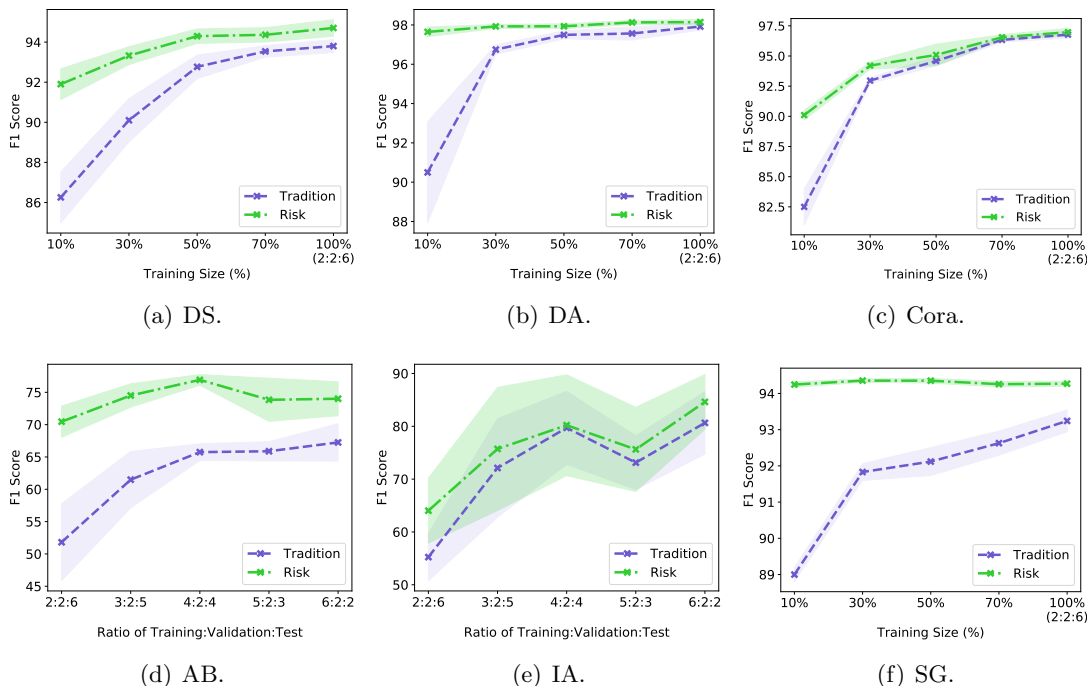 F1 Score
94
92
90
88
86
Tradition
Risk
10% 30% 50% 70% 100%
(2:2:6)
Training Size (%)
(a) DS.
F1 Score
98
96
94
92
90
88
Tradition
Risk
10% 30% 50% 70% 100%
(2:2:6)
Training Size (%)
(b) DA.
F1 Score
97.5
95.0
92.5
90.0
87.5
85.0
82.5
Tradition
Risk
10% 30% 50% 70% 100%
(2:2:6)
Training Size (%)
(c) Cora.
F1 Score
75
70
65
60
55
50
45
Tradition
Risk
2:2:6 3:2:5 4:2:4 5:2:3 6:2:2
Ratio of Training:Validation:Test
(d) AB.
F1 Score
90
80
70
60
50
Tradition
Risk
2:2:6 3:2:5 4:2:4 5:2:3 6:2:2
Ratio of Training:Validation:Test
(e) IA.
F1 Score
94
93
92
91
90
89
Tradition
Risk
10% 30% 50% 70% 100%
(2:2:6)
Training Size (%)
(f) SG.